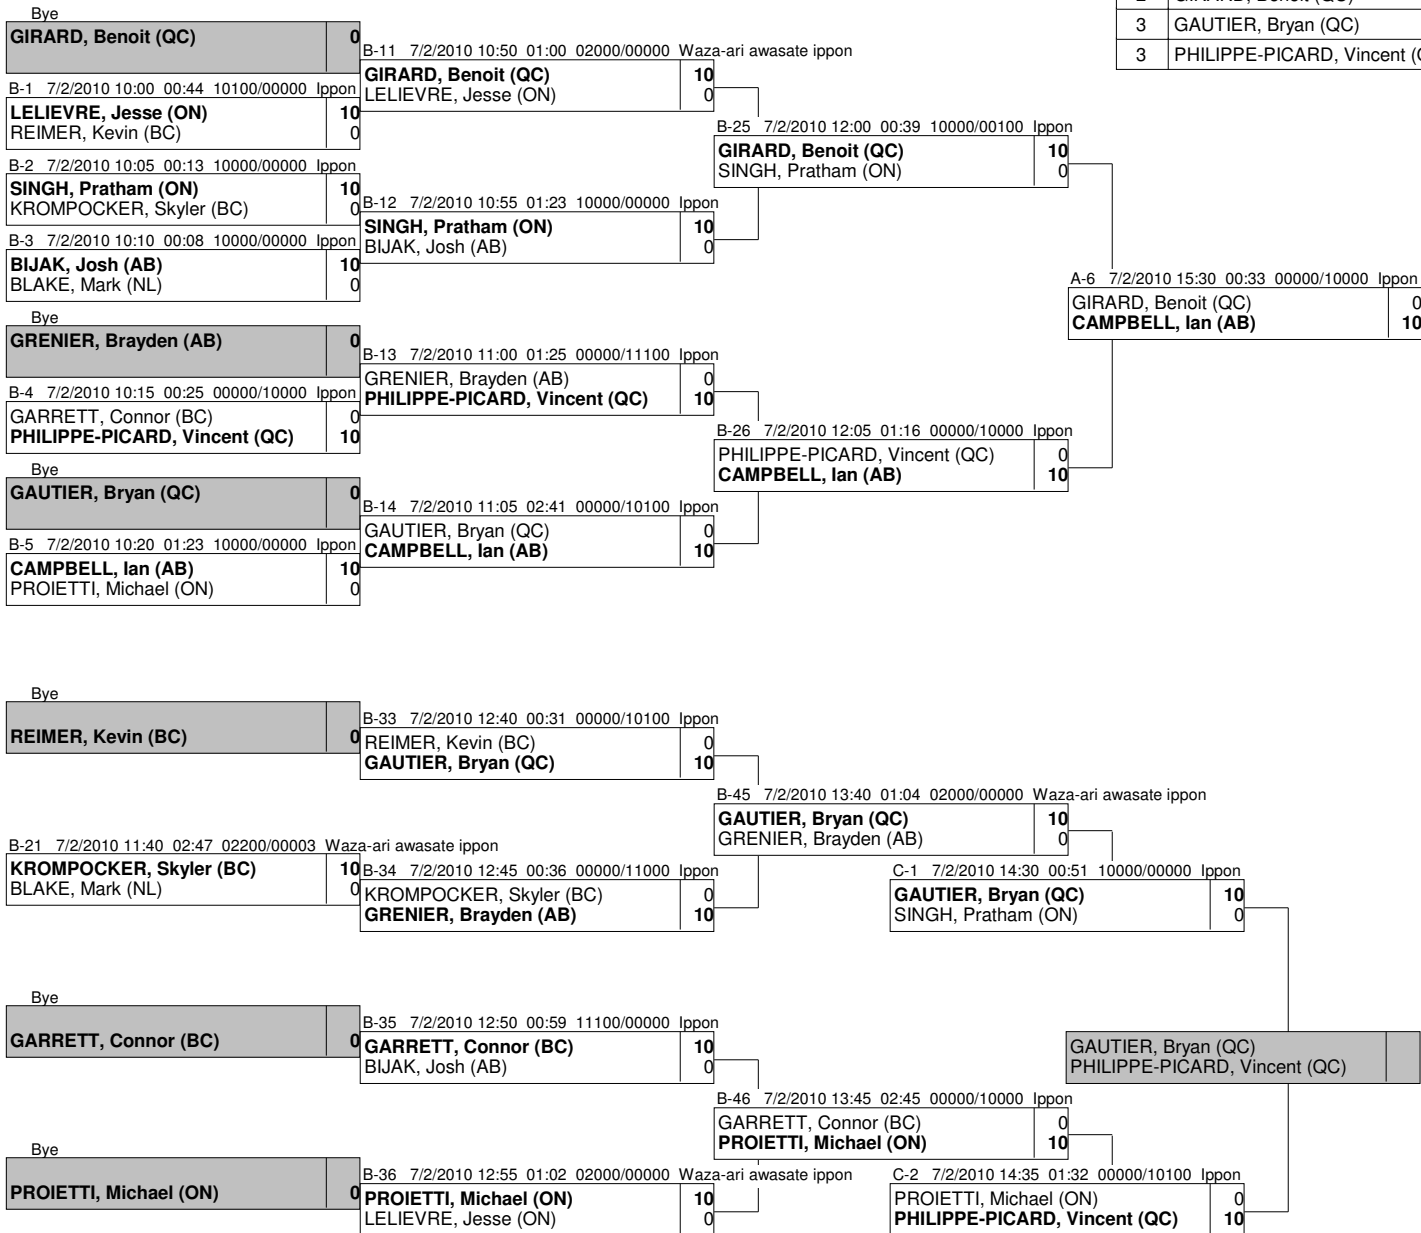 2 GIRARD, Benoit (QC)
3 GAUTIER, Bryan (QC)
3 PHILIPPE-PICARD, Vincent (
Bye
GIRARD, Benoit (QC) 0
B-1 7/2/2010 10:00 00:44 10100/00000 Ippon
LELIEVRE, Jesse (ON) 10
REIMER, Kevin (BC) 0
B-2 7/2/2010 10:05 00:13 10000/00000 Ippon
SINGH, Pratham (ON) 10
KROMPOCKER, Skyler (BC) 0
B-3 7/2/2010 10:10 00:08 10000/00000 Ippon
BIJAK, Josh (AB) 10
BLAKE, Mark (NL) 0
Bye
GRENIER, Brayden (AB) 0
B-4 7/2/2010 10:15 00:25 00000/10000 Ippon
GARRETT, Connor (BC) 0
PHILIPPE-PICARD, Vincent (QC) 10
Bye
GAUTIER, Bryan (QC) 0
B-5 7/2/2010 10:20 01:23 10000/00000 Ippon
CAMPBELL, Ian (AB) 10
PROIETTI, Michael (ON) 0
B-11 7/2/2010 10:50 01:00 02000/00000 Waza-ari awasate ippon
GIRARD, Benoit (QC) 10
LELIEVRE, Jesse (ON) 0
B-12 7/2/2010 10:55 01:23 10000/00000 Ippon
SINGH, Pratham (ON) 10
BIJAK, Josh (AB) 0
B-13 7/2/2010 11:00 01:25 00000/11100 Ippon
GRENIER, Brayden (AB) 0
PHILIPPE-PICARD, Vincent (QC) 10
B-14 7/2/2010 11:05 02:41 00000/10100 Ippon
GAUTIER, Bryan (QC) 0
CAMPBELL, Ian (AB) 10
B-25 7/2/2010 12:00 00:39 10000/00100 Ippon
GIRARD, Benoit (QC) 10
SINGH, Pratham (ON) 0
B-26 7/2/2010 12:05 01:16 00000/10000 Ippon
PHILIPPE-PICARD, Vincent (QC) 0
CAMPBELL, Ian (AB) 10
A-6 7/2/2010 15:30 00:33 00000/10000 Ippon
GIRARD, Benoit (QC) 0
CAMPBELL, Ian (AB) 10
Bye
REIMER, Kevin (BC) 0
B-21 7/2/2010 11:40 02:47 02200/00003 Waza-ari awasate ippon
KROMPOCKER, Skyler (BC) 10
BLAKE, Mark (NL) 0
Bye
GARRETT, Connor (BC) 0
Bye
PROIETTI, Michael (ON) 0
B-33 7/2/2010 12:40 00:31 00000/10100 Ippon
REIMER, Kevin (BC) 0
GAUTIER, Bryan (QC) 10
B-34 7/2/2010 12:45 00:36 00000/11000 Ippon
KROMPOCKER, Skyler (BC) 0
GRENIER, Brayden (AB) 10
B-35 7/2/2010 12:50 00:59 11100/00000 Ippon
GARRETT, Connor (BC) 10
BIJAK, Josh (AB) 0
B-36 7/2/2010 12:55 01:02 02000/00000 Waza-ari awasate ippon
PROIETTI, Michael (ON) 10
LELIEVRE, Jesse (ON) 0
B-45 7/2/2010 13:40 01:04 02000/00000 Waza-ari awasate ippon
GAUTIER, Bryan (QC) 10
GRENIER, Brayden (AB) 0
B-46 7/2/2010 13:45 02:45 00000/10000 Ippon
GARRETT, Connor (BC) 0
PROIETTI, Michael (ON) 10
C-1 7/2/2010 14:30 00:51 10000/00000 Ippon
GAUTIER, Bryan (QC) 10
SINGH, Pratham (ON) 0
C-2 7/2/2010 14:35 01:32 00000/10100 Ippon
PROIETTI, Michael (ON) 0
PHILIPPE-PICARD, Vincent (QC) 10
GAUTIER, Bryan (QC)
PHILIPPE-PICARD, Vincent (QC)